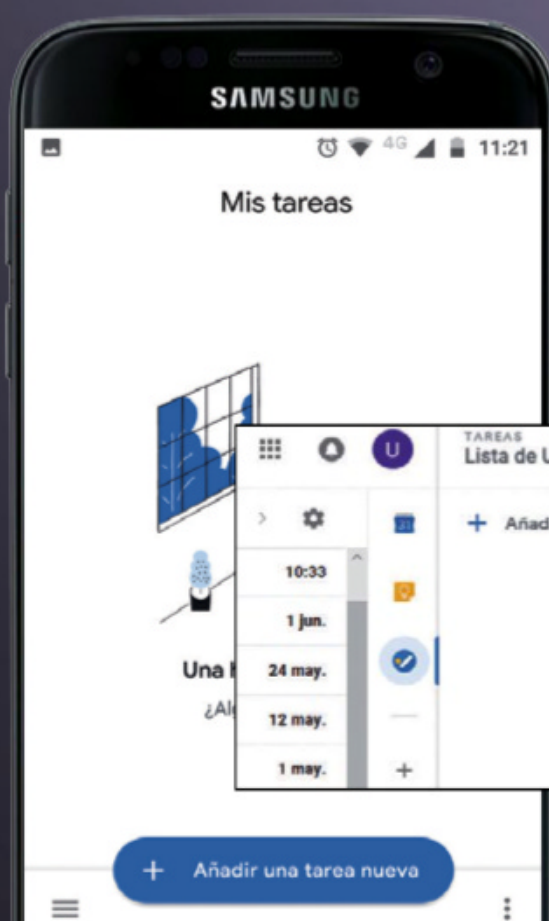 SAMSUNG
4G 11:21
Mis tareas
U
TAREAS
Lista de U
Añad
10:33
31
1 jun.
24 may.
12 may.
1 may.
Una
¿Al
+ Añadir una tarea nueva